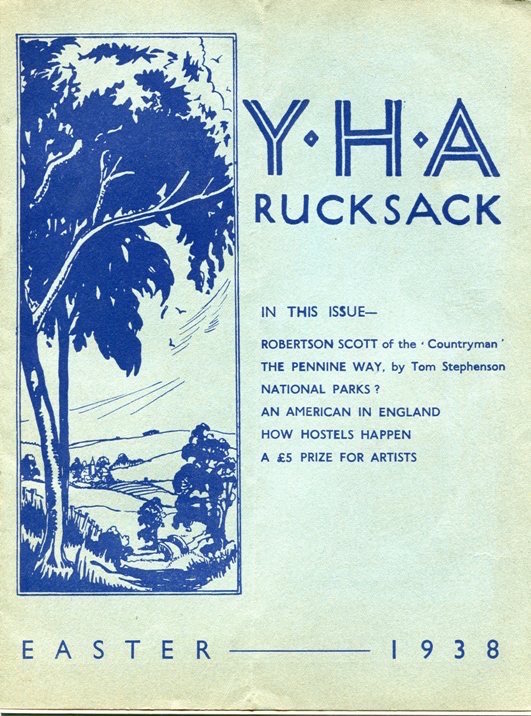 Y·H·A
RUCKSACK
IN THIS ISSUE—
ROBERTSON SCOTT of the 'Countryman'
THE PENNINE WAY, by Tom Stephenson
NATIONAL PARKS?
AN AMERICAN IN ENGLAND
HOW HOSTELS HAPPEN
A £5 PRIZE FOR ARTISTS
EASTER — 1938